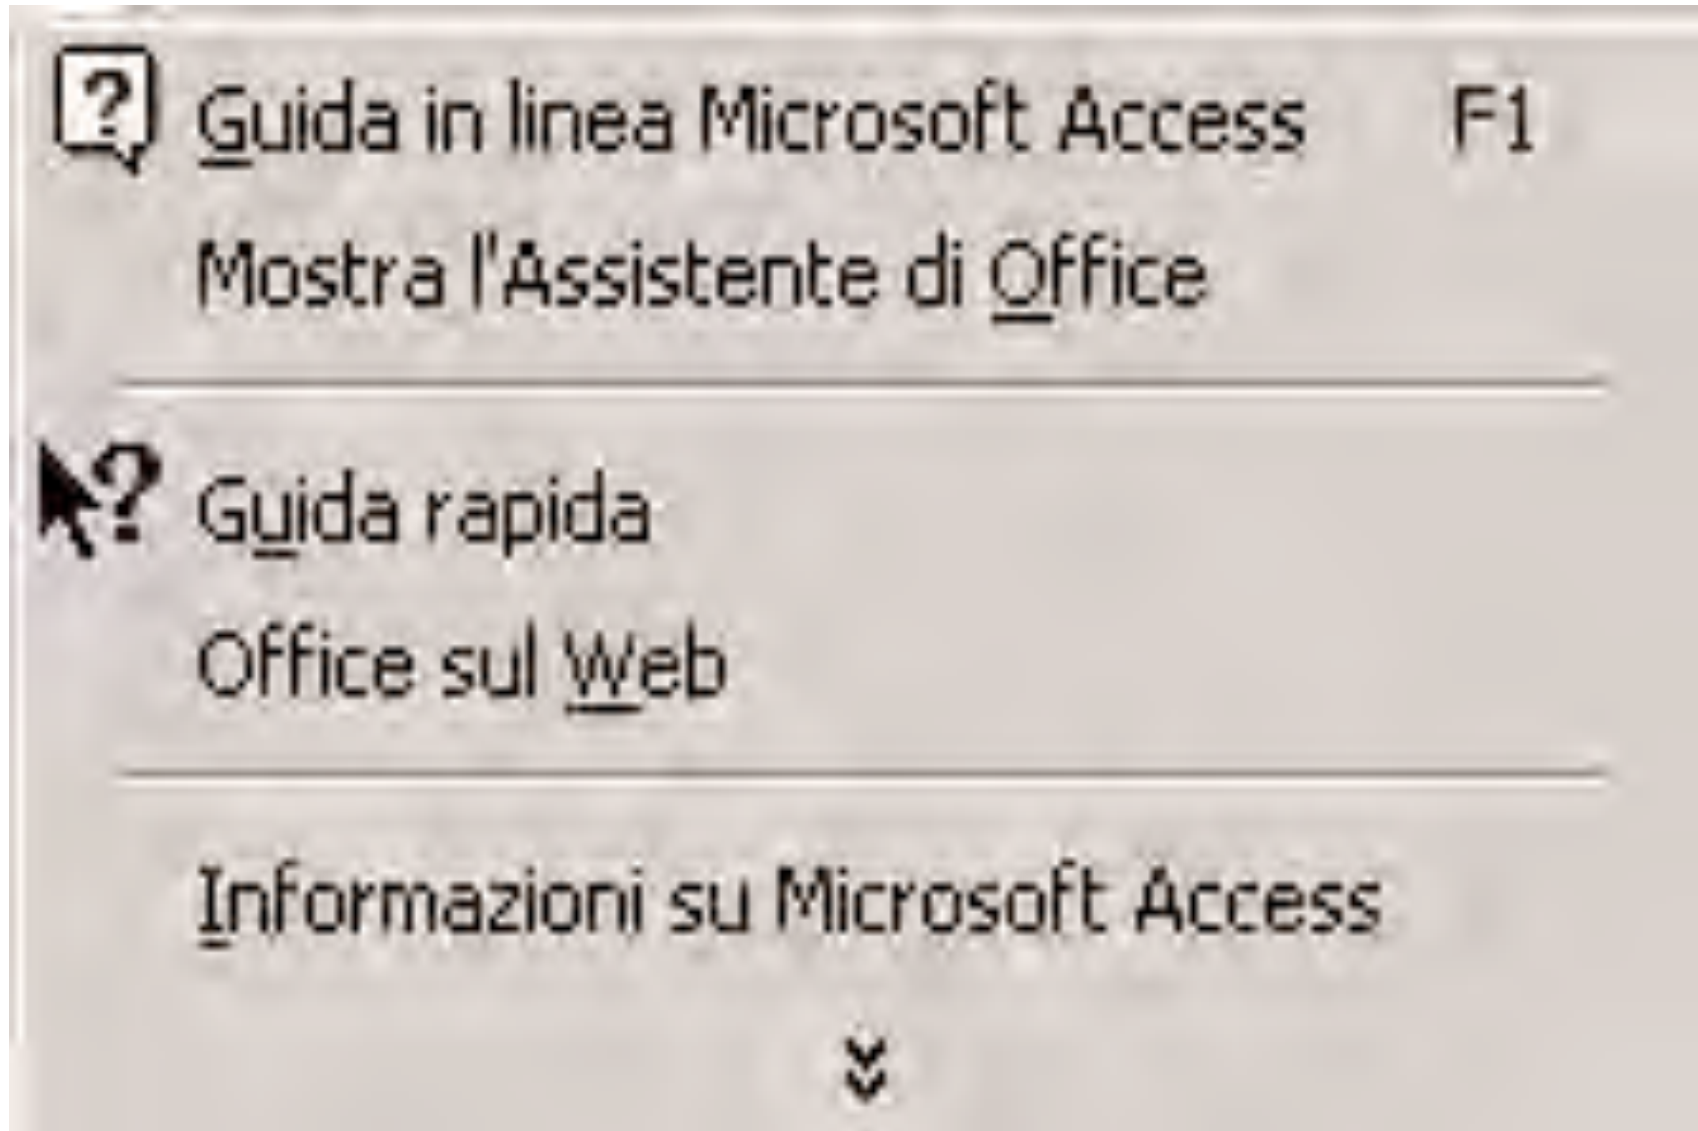 Guida in linea Microsoft Access F1
Mostra l'Assistente di Office
Guida rapida
Office sul Web
Informazioni su Microsoft Access